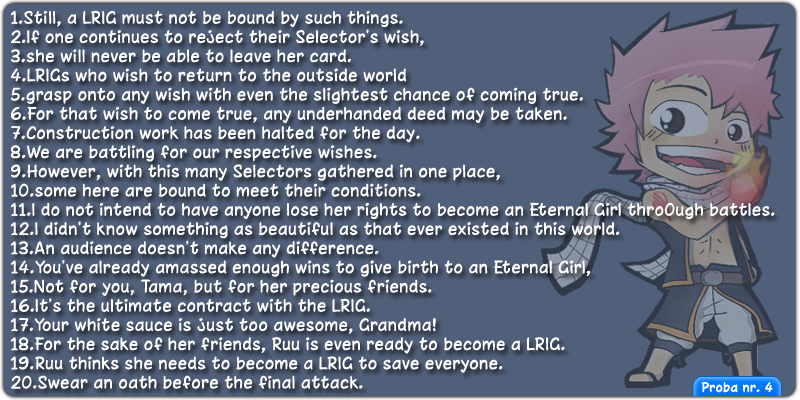 1.Still, a LRIG must not be bound by such things.
2.If one continues to reject their Selector's wish,
3.she will never be able to leave her card.
4.LRIGs who wish to return to the outside world
5.grasp onto any wish with even the slightest chance of coming true.
6.For that wish to come true, any underhanded deed may be taken.
7.Construction work has been halted for the day.
8.We are battling for our respective wishes.
9.However, with this many Selectors gathered in one place,
10.some here are bound to meet their conditions.
11.I do not intend to have anyone lose her rights to become an Eternal Girl thro0ugh battles.
12.I didn't know something as beautiful as that ever existed in this world.
13.An audience doesn't make any difference.
14.You've already amassed enough wins to give birth to an Eternal Girl,
15.Not for you, Tama, but for her precious friends.
16.It's the ultimate contract with the LRIG.
17.Your white sauce is just too awesome, Grandma!
18.For the sake of her friends, Ruu is even ready to become a LRIG.
19.Ruu thinks she needs to become a LRIG to save everyone.
20.Swear an oath before the final attack.
Proba nr. 4